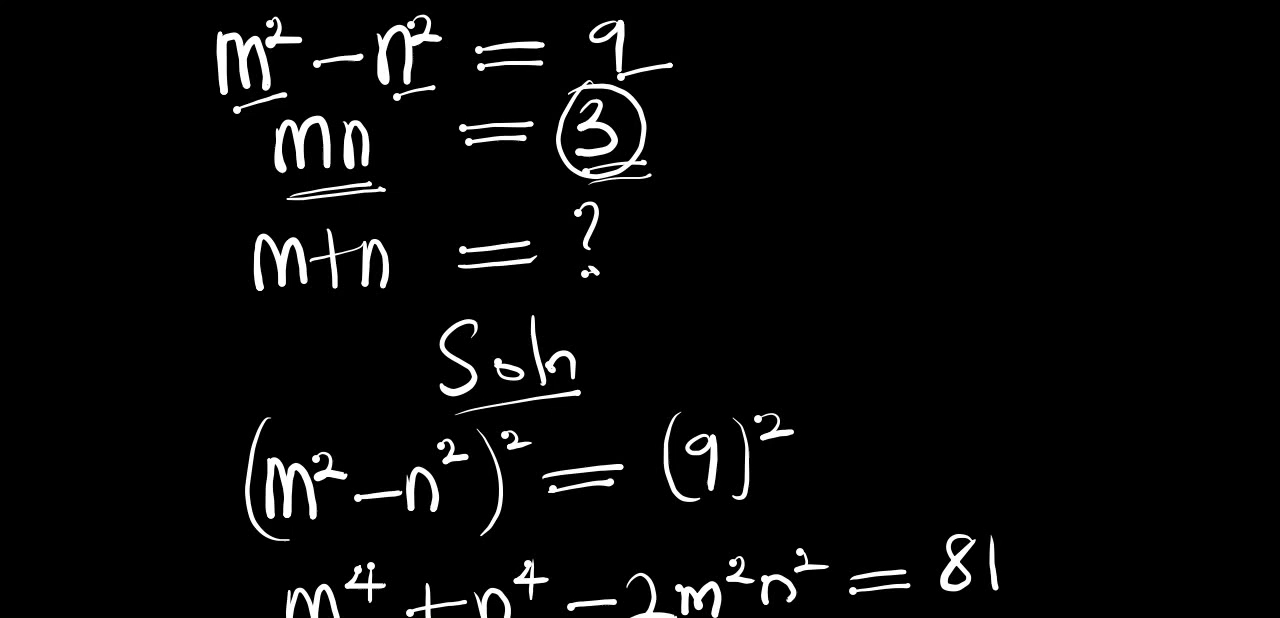 m² - n² = 9
mn = 3
m+n = ?
Soln
(m² - n²)² = (9)²
m⁴ + n⁴ - 2m²n² = 81